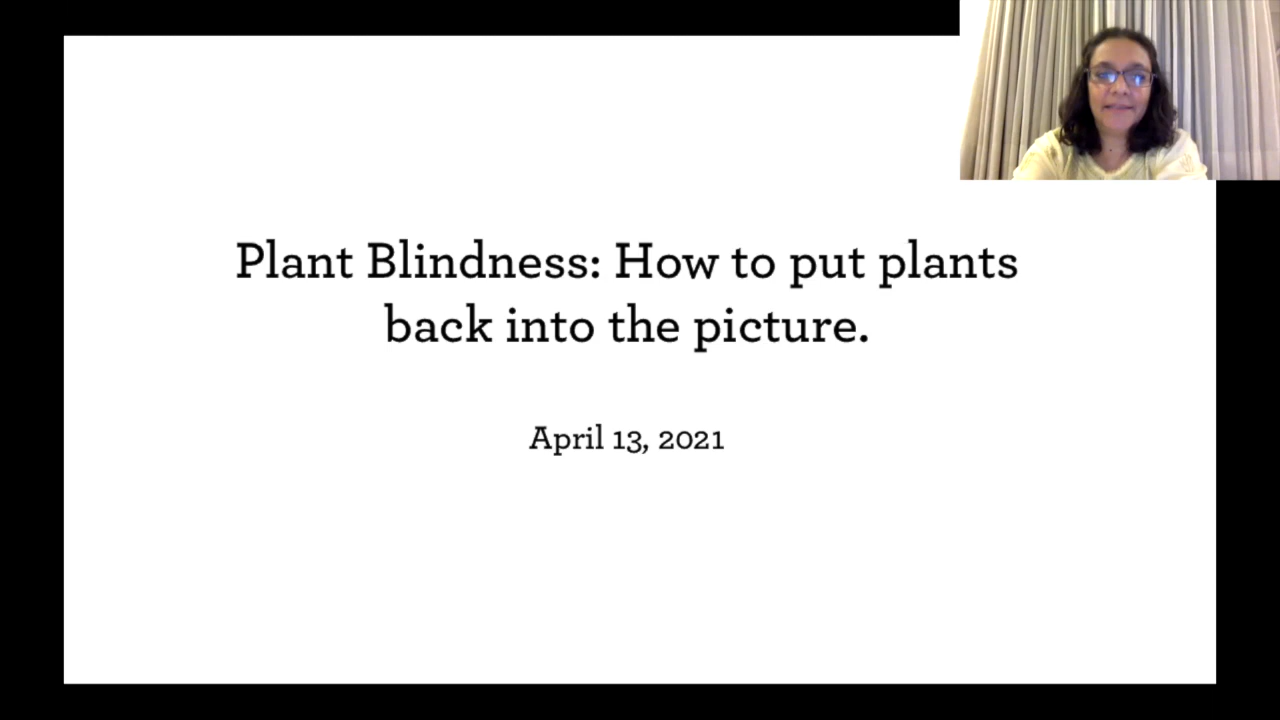 Plant Blindness: How to put plants
back into the picture.
April 13, 2021